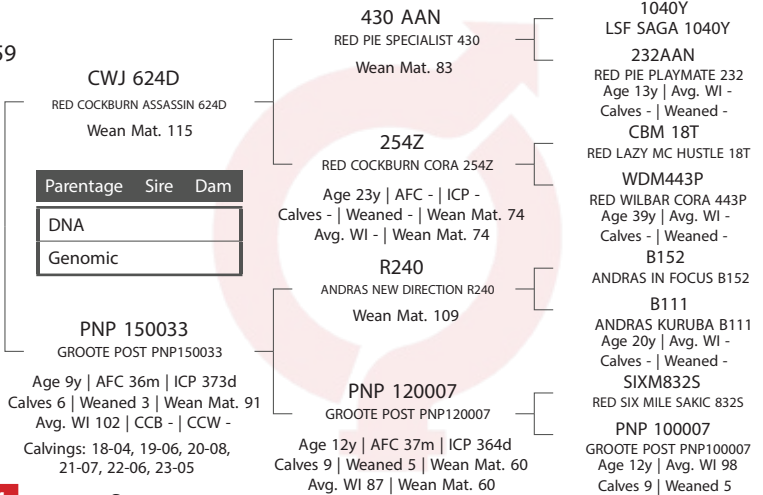 59
CWJ 624D
RED COCKBURN ASSASSIN 624D
Wean Mat. 115
Parentage Sire Dam
DNA
Genomic
PNP 150033
GROOTE POST PNP150033
Age 9y | AFC 36m | ICP 373d
Calves 6 | Weaned 3 | Wean Mat. 91
Avg. WI 102 | CCB - | CCW -
Calvings: 18-04, 19-06, 20-08,
21-07, 22-06, 23-05
430 AAN
RED PIE SPECIALIST 430
Wean Mat. 83
254Z
RED COCKBURN CORA 254Z
Age 23y | AFC - | ICP -
Calves - | Weaned - | Wean Mat. 74
Avg. WI - | Wean Mat. 74
R240
ANDRAS NEW DIRECTION R240
Wean Mat. 109
PNP 120007
GROOTE POST PNP120007
Age 12y | AFC 37m | ICP 364d
Calves 9 | Weaned 5 | Wean Mat. 60
Avg. WI 87 | Wean Mat. 60
1040Y
LSF SAGA 1040Y
232AAN
RED PIE PLAYMATE 232
Age 13y | Avg. WI -
Calves - | Weaned -
CBM 18T
RED LAZY MC HUSTLE 18T
WDM443P
RED WILBAR CORA 443P
Age 39y | Avg. WI -
Calves - | Weaned -
B152
ANDRAS IN FOCUS B152
B111
ANDRAS KURUBA B111
Age 20y | Avg. WI -
Calves - | Weaned -
SIXM832S
RED SIX MILE SAKIC 832S
PNP 100007
GROOTE POST PNP100007
Age 12y | Avg. WI 98
Calves 9 | Weaned 5